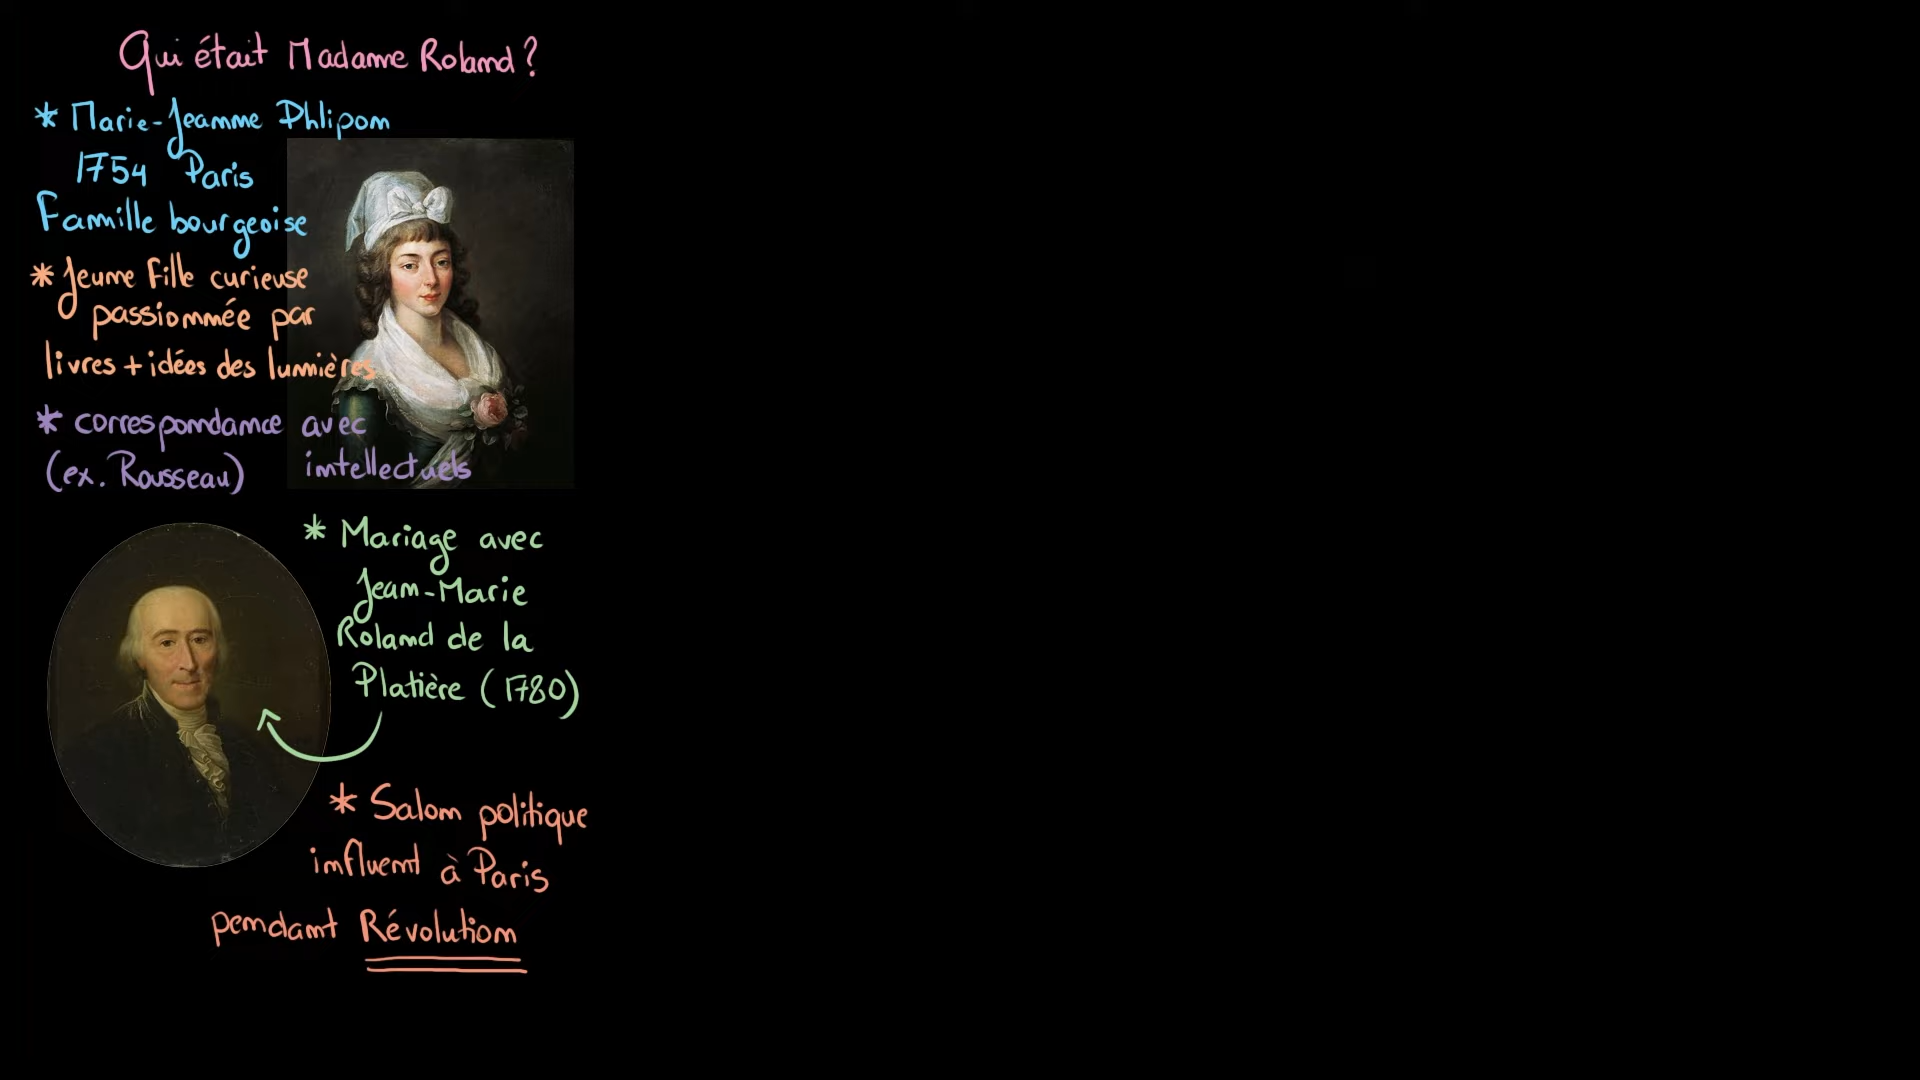 Qui était Madame Roland?
* Marie-Jeanne Phlipon
1754 Paris
Famille bourgeoise
* Jeune fille curieuse
passionnée par
livres + idées des lumières
* correspondance avec
(ex. Rousseau) intellectuels
* Mariage avec
Jean-Marie
Roland de la
Platière (1780)
* Salon politique
influent à Paris
pendant Révolution